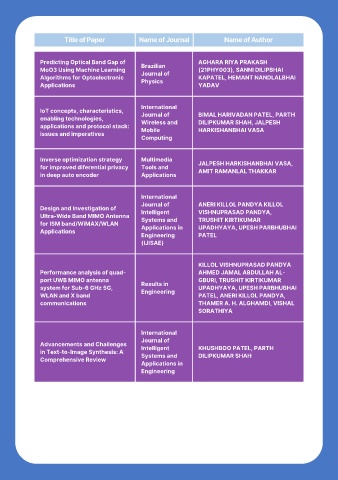 Title of Paper
Name of Journal
Name of Author
Predicting Optical Band Gap of
MoO3 Using Machine Learning
Algorithms for Optoelectronic
Applications
Brazilian
Journal of
Physics
AGHARA RIYA PRAKASH
(21PHY003), SANNI DILIPBHAI
KAPATEL, HEMANT NANDLALBHAI
YADAV
IoT concepts, characteristics,
enabling technologies,
applications and protocol stack:
issues and imperatives
International
Journal of
Wireless and
Mobile
Computing
BIMAL HARIVADAN PATEL, PARTH
DILIPKUMAR SHAH, JALPESH
HARKISHANBHAI VASA
Inverse optimization strategy
for improved diferential privacy
in deep auto encoder
Multimedia
Tools and
Applications
JALPESH HARKISHANBHAI VASA,
AMIT RAMANLAL THAKKAR
Design and Investigation of
Ultra-Wide Band MIMO Antenna
for ISM band/WiMAX/WLAN
Applications
International
Journal of
Intelligent
Systems and
Applications in
Engineering
(IJISAE)
ANERI KILLOL PANDYA KILLOL
VISHNUPRASAD PANDYA,
TRUSHIT KIRTIKUMAR
UPADHYAYA, UPESH PARBHUBHAI
PATEL
Performance analysis of quad-
port UWB MIMO antenna
system for Sub-6 GHz 5G,
WLAN and X band
communications
Results in
Engineering
KILLOL VISHNUPRASAD PANDYA
AHMED JAMAL ABDULLAH AL-
GBURI, TRUSHIT KIRTIKUMAR
UPADHYAYA, UPESH PARBHUBHAI
PATEL, ANERI KILLOL PANDYA,
THAMER A. H. ALGHAMDI, VISHAL
SORATHIYA
Advancements and Challenges
in Text-to-Image Synthesis: A
Comprehensive Review
International
Journal of
Intelligent
Systems and
Applications in
Engineering
KHUSHBOO PATEL, PARTH
DILIPKUMAR SHAH